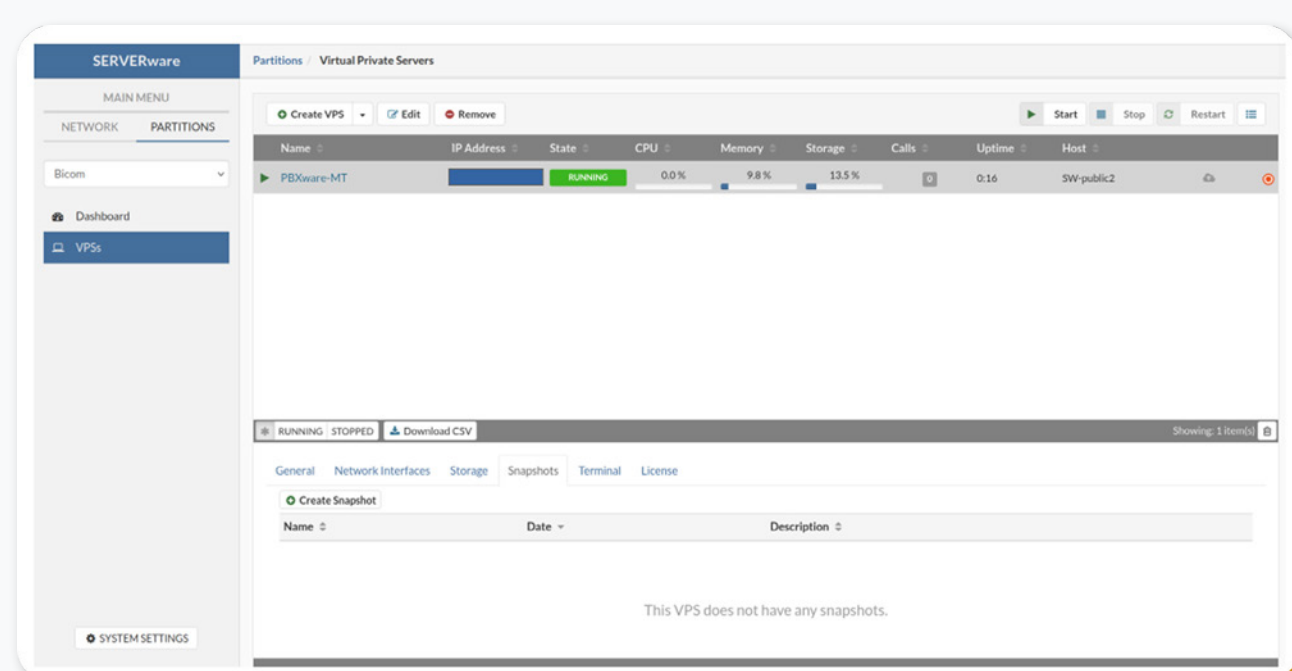 SERVERware
Partitions / Virtual Private Servers
MAIN MENU
NETWORK PARTITIONS
Bicom
Dashboard
VPSs
SYSTEM SETTINGS
Create VPS Edit Remove Start Stop Restart
Name IP Address State CPU Memory Storage Calls Uptime Host
PBXware-MT RUNNING 0.0 % 9.8 % 13.5 % 0 0:16 SW-public2
RUNNING STOPPED Download CSV Showing: 1 item(s)
General Network Interfaces Storage Snapshots Terminal License
Create Snapshot
Name Date Description
This VPS does not have any snapshots.